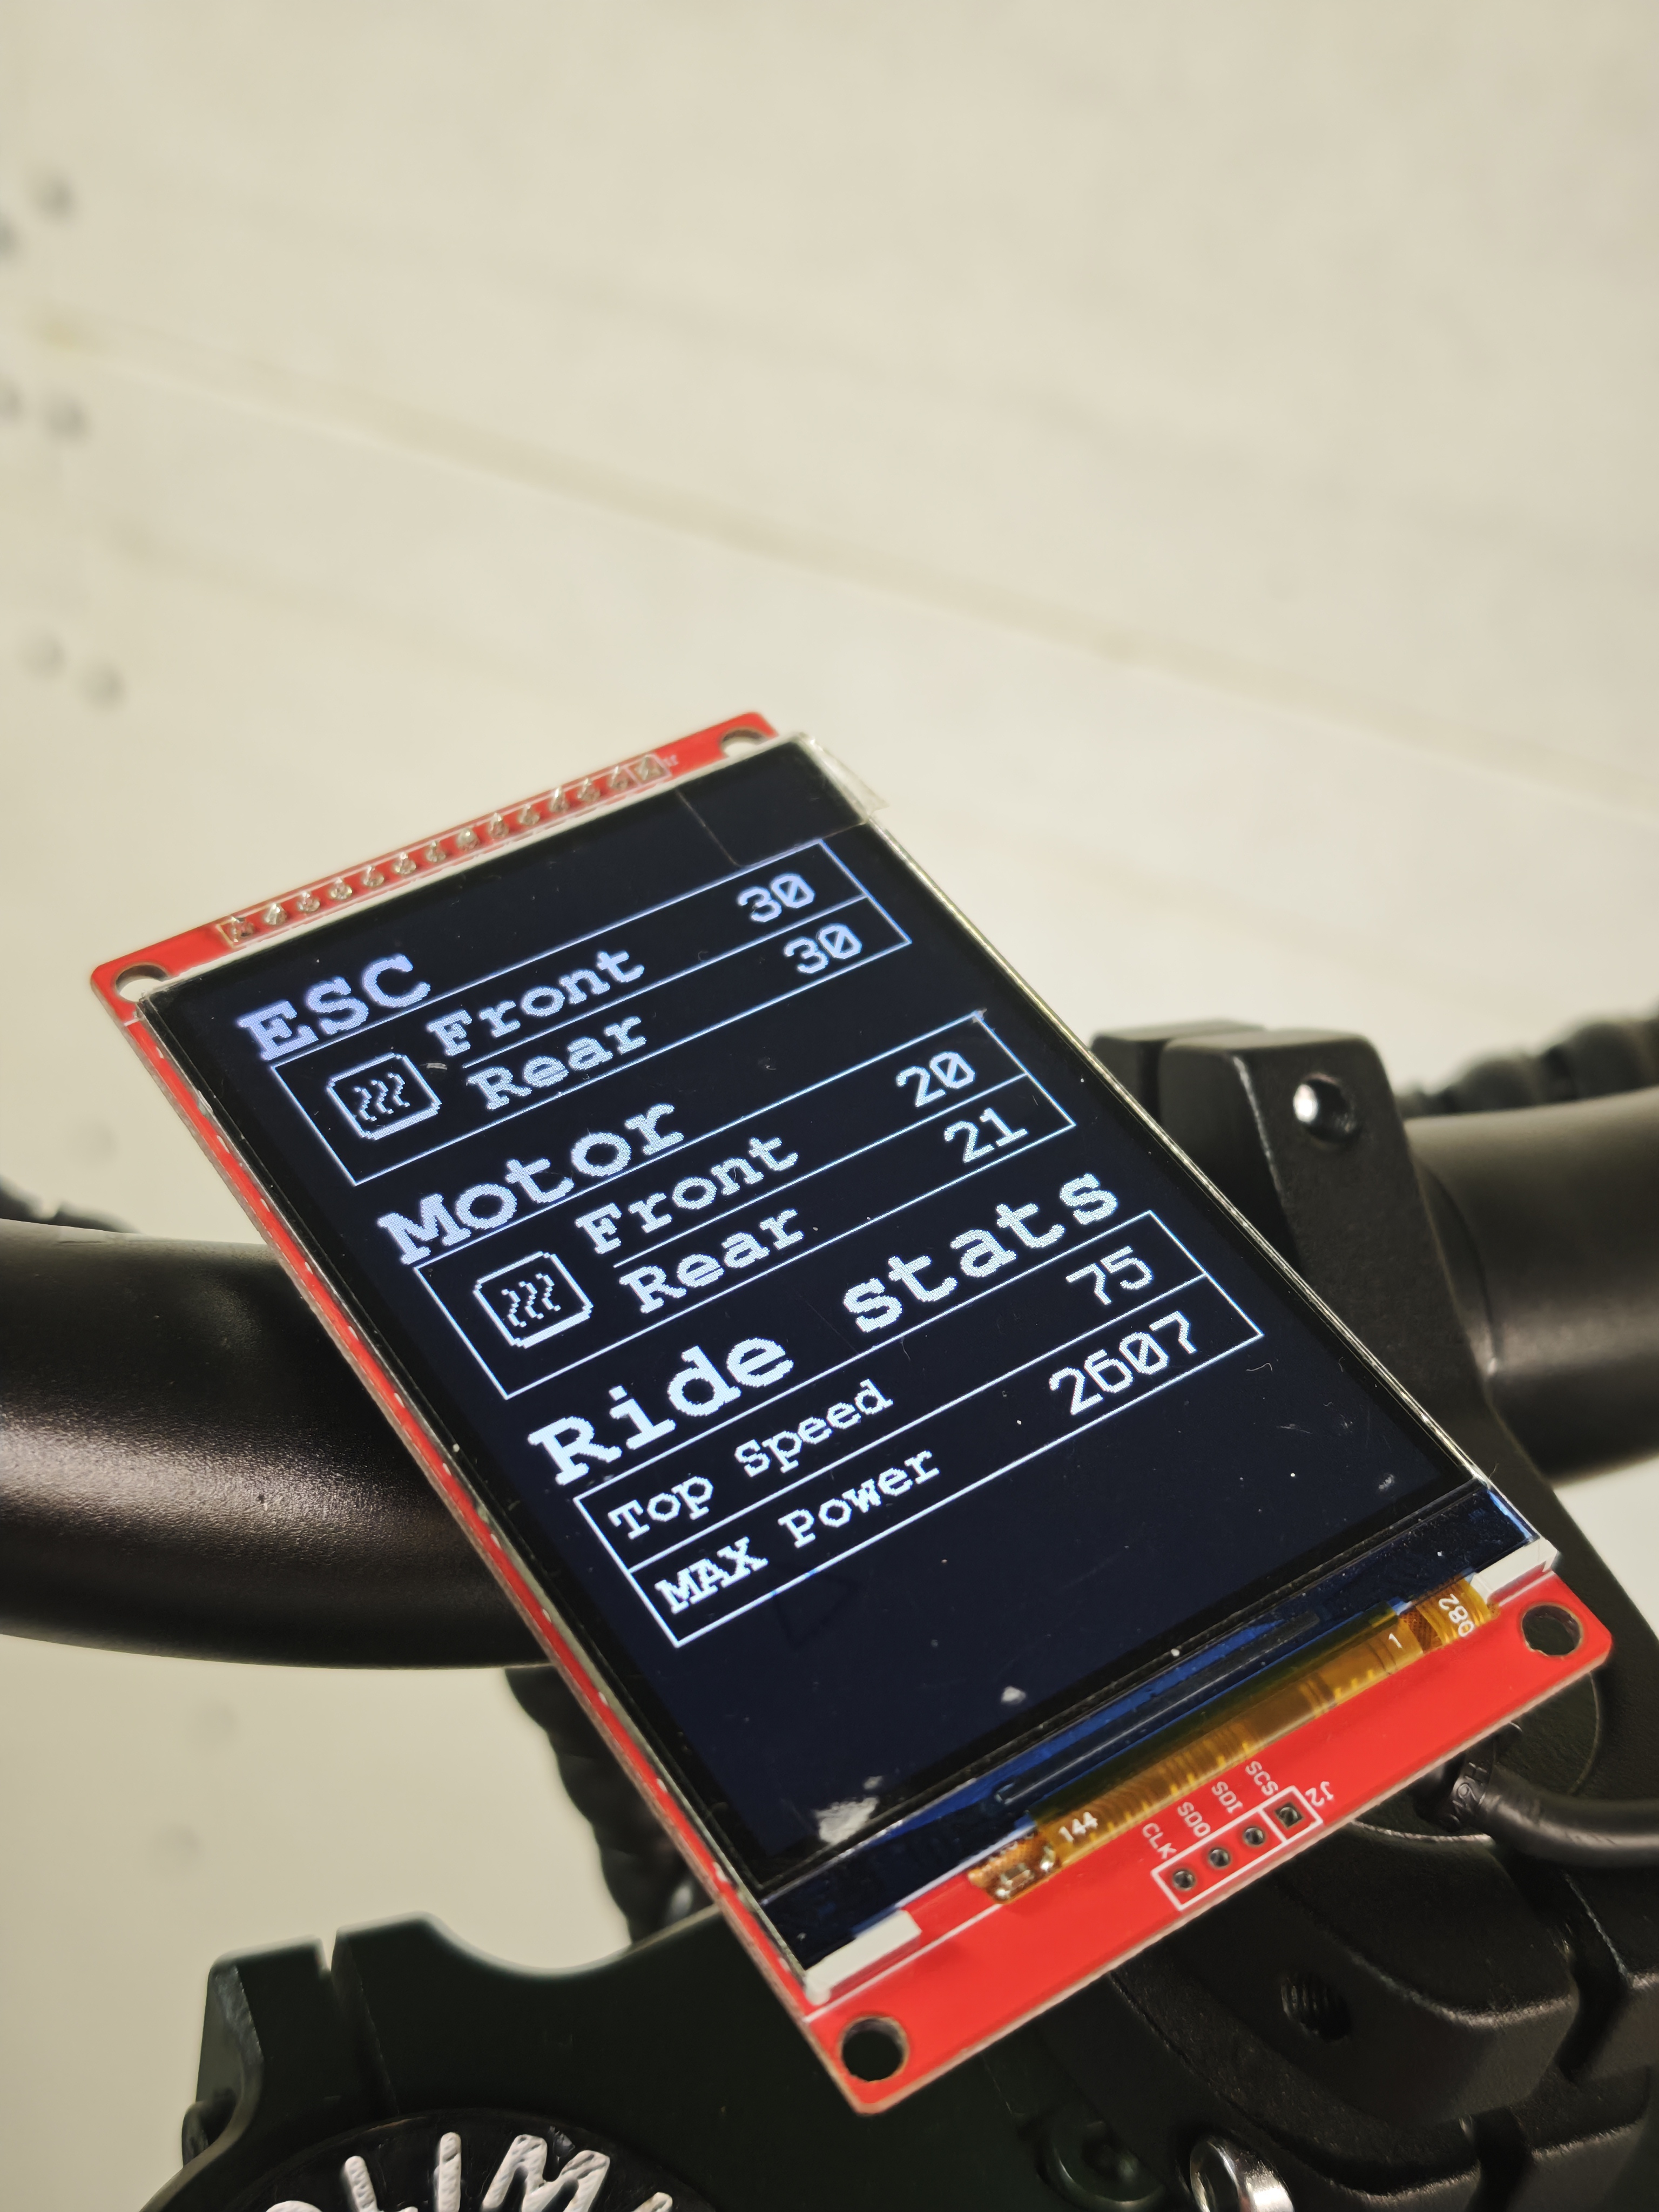 ESC
Front 30
Rear 30
Motor
Front 20
Rear 21
Ride stats
Top Speed 75
MAX Power 2607
082
1
144
CLK
SDO
SDI
SCS
J2